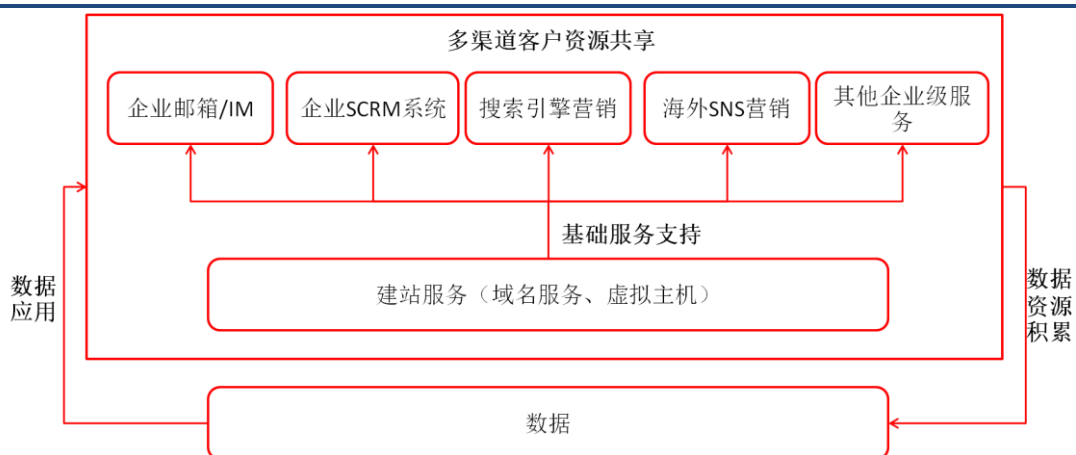 多渠道客户资源共享
企业邮箱/IM
企业SCRM系统
搜索引擎营销
海外SNS营销
其他企业级服
务
基础服务支持
建站服务（域名服务、虚拟主机）
数据
应用
数据
资源
积累
数据